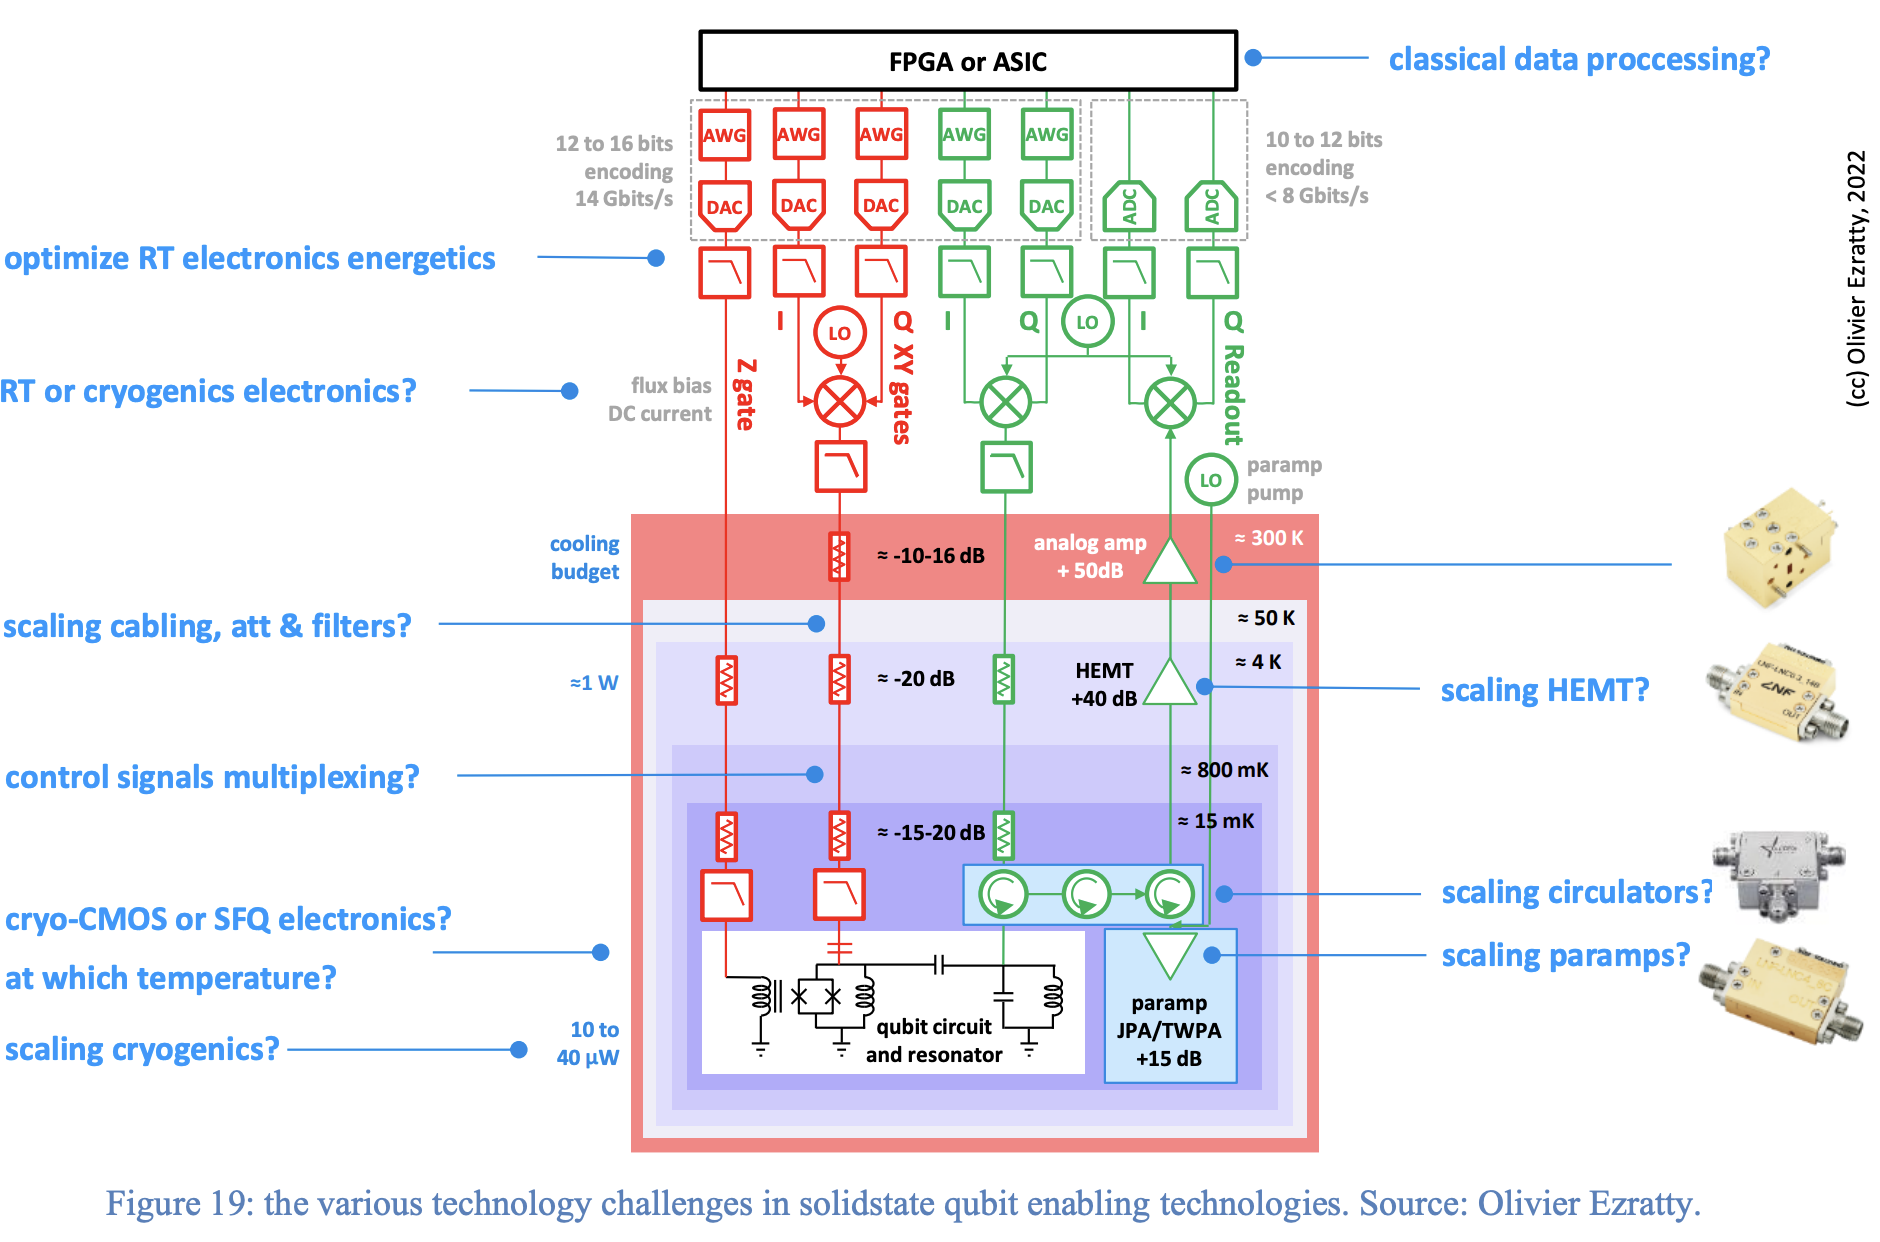 FPGA or ASIC
classical data proccessing?
12 to 16 bits
encoding
14 Gbits/s
AWG
AWG
AWG
AWG
AWG
DAC
DAC
DAC
DAC
DAC
ADC
ADC
10 to 12 bits
encoding
< 8 Gbits/s
(cc) Olivier Ezratty, 2022
optimize RT electronics energetics
I
LO
Q XY gates
I
Q
LO
I
Q Readout
Z gate
RT or cryogenics electronics?
flux bias
DC current
LO
paramp
pump
cooling
budget
≈ -10-16 dB
analog amp
+ 50dB
≈ 300 K
scaling cabling, att & filters?
≈ 50 K
≈1 W
≈ -20 dB
HEMT
+40 dB
≈ 4 K
scaling HEMT?
LNF
OUT
control signals multiplexing?
≈ 800 mK
≈ -15-20 dB
≈ 15 mK
scaling circulators?
cryo-CMOS or SFQ electronics?
at which temperature?
scaling paramps?
paramp
JPA/TWPA
+15 dB
qubit circuit
and resonator
scaling cryogenics?
10 to
40 µW
Figure 19: the various technology challenges in solidstate qubit enabling technologies. Source: Olivier Ezratty.